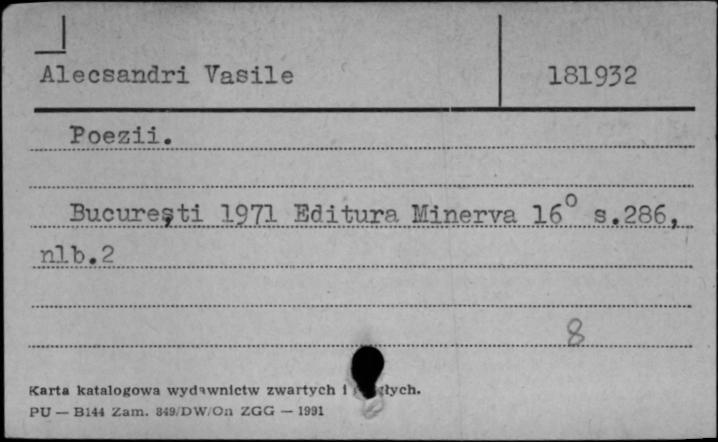 Alecsandri Vasile 181932
Poezii.
București 1971 Editura Minerva 16° s.286,
nlb.2
8
Karta katalogowa wydawnictw zwartych i
PU — B144 Zam. 849/DW/On ZGG — 1991